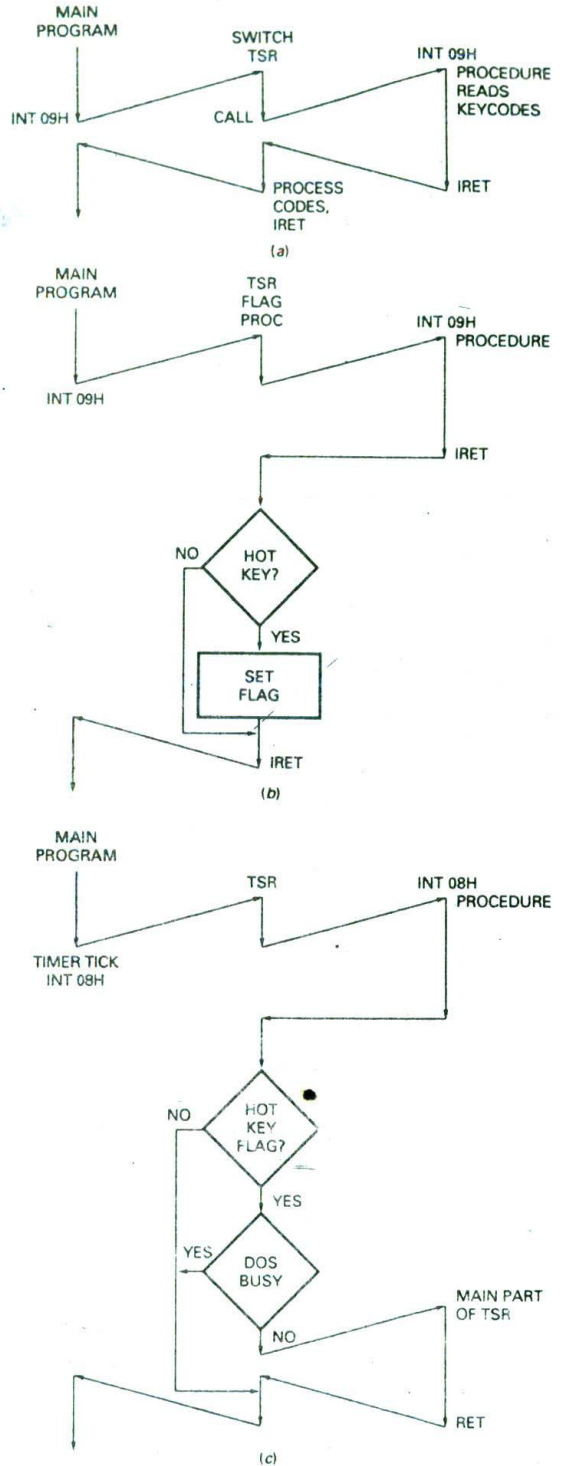 MAIN
PROGRAM
SWITCH
TSR
INT 09H
PROCEDURE
READS
KEYCODES
INT 09H
CALL
PROCESS
CODES,
IRET
IRET
(a)
MAIN
PROGRAM
TSR
FLAG
PROC
INT 09H
PROCEDURE
INT 09H
IRET
NO
HOT
KEY?
YES
SET
FLAG
IRET
(b)
MAIN
PROGRAM
TSR
INT 08H
PROCEDURE
TIMER TICK
INT 08H
NO
HOT
KEY
FLAG?
YES
YES
DOS
BUSY
NO
MAIN PART
OF TSR
RET
(c)